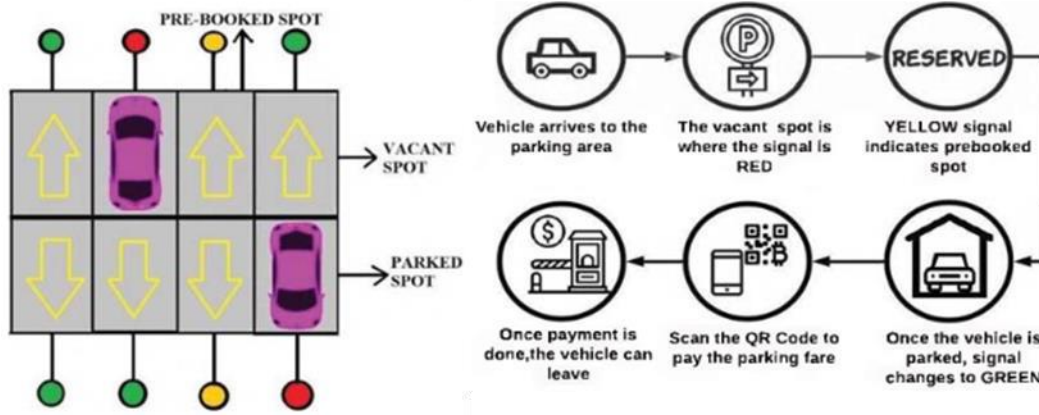 PRE-BOOKED SPOT
VACANT
SPOT
PARKED
SPOT
P
RESERVED
Vehicle arrives to the
parking area
The vacant spot is
where the signal is
RED
YELLOW signal
indicates prebooked
spot
$
Once payment is
done,the vehicle can
leave
Scan the QR Code to
pay the parking fare
Once the vehicle is
parked, signal
changes to GREEN